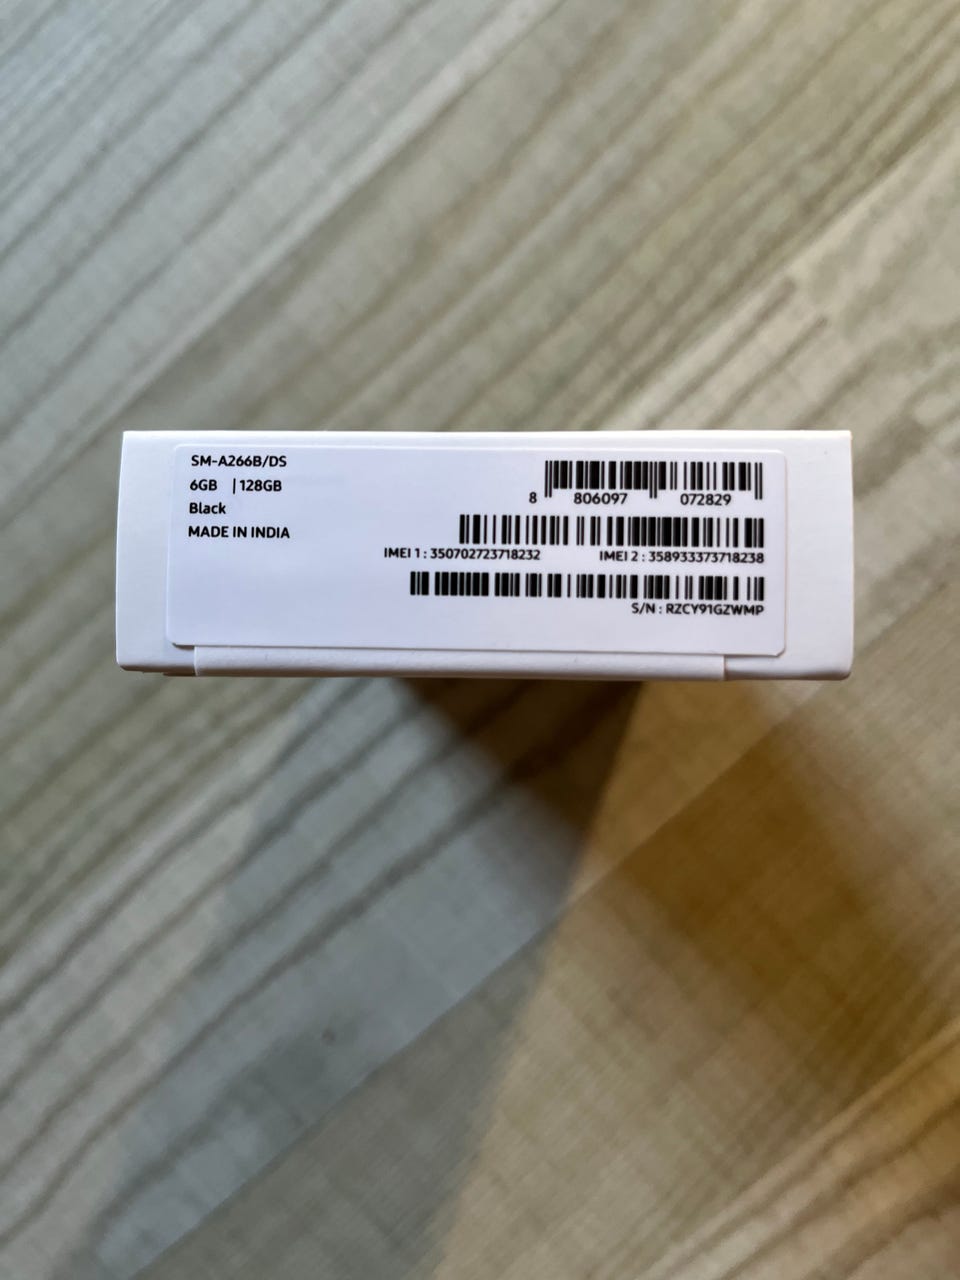 SM-A266B/DS
6GB | 128GB
Black
MADE IN INDIA
8 806097 072829
IMEI 1 : 350702723718232 IMEI 2 : 358933373718238
S/N : RZCY91GZWMP